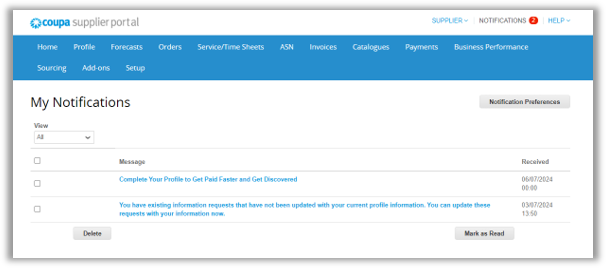 coupa supplier portal
SUPPLIER NOTIFICATIONS 2 HELP
Home Profile Forecasts Orders Service/Time Sheets ASN Invoices Catalogues Payments Business Performance
Sourcing Add-ons Setup
My Notifications
Notification Preferences
View
All
Message Received
Complete Your Profile to Get Paid Faster and Get Discovered 06/07/2024
00:00
You have existing information requests that have not been updated with your current profile information. You can update these 03/07/2024
requests with your information now. 13:50
Delete Mark as Read